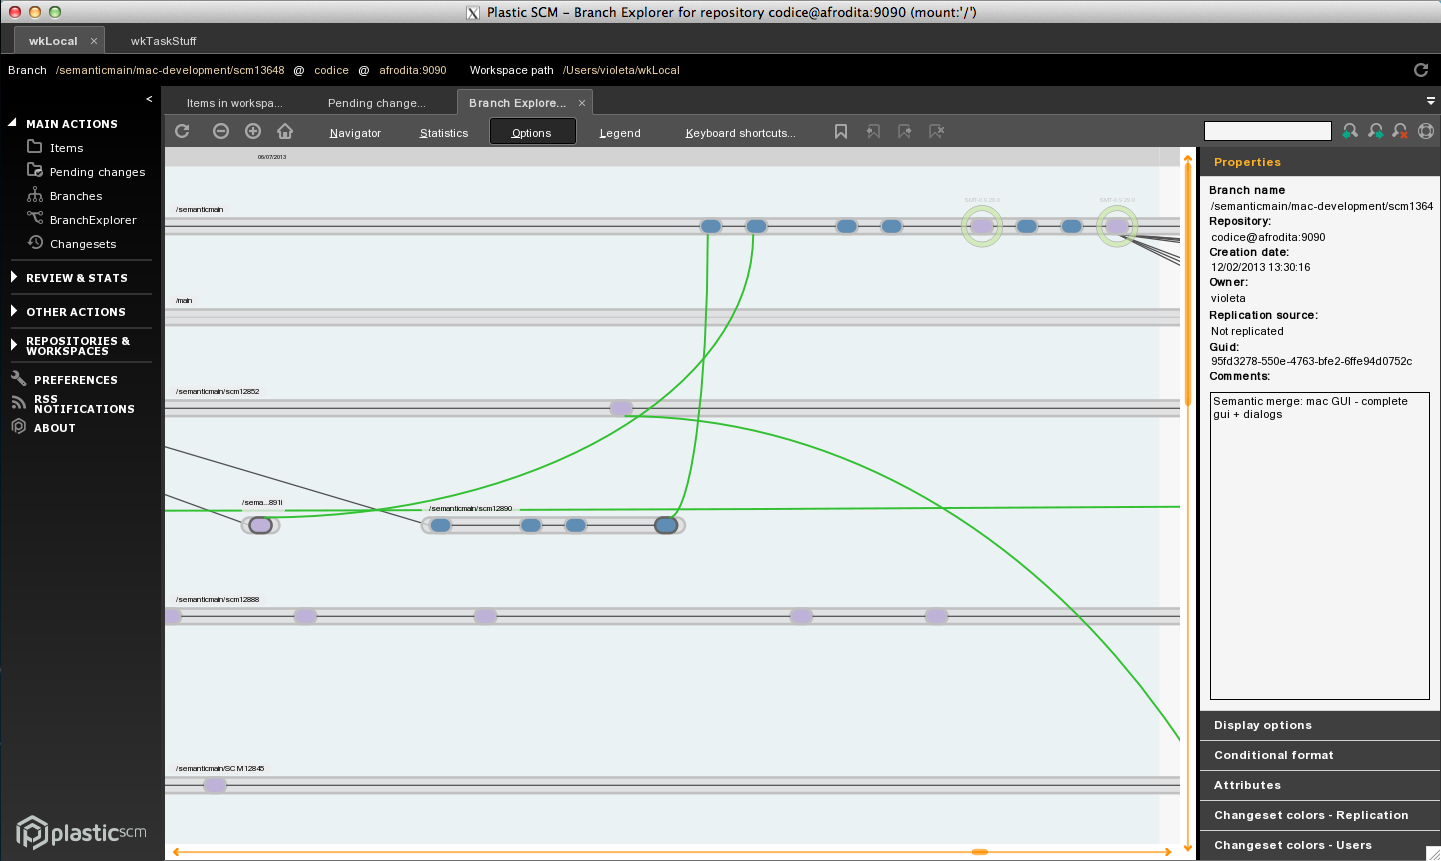 X Plastic SCM – Branch Explorer for repository codice@afrodita:9090 (mount:'/')
wkLocal × wkTaskStuff
Branch /semanticmain/mac-development/scm13648 @ codice @ afrodita:9090 Workspace path /Users/violeta/wkLocal
<
Items in workspa... Pending change... Branch Explore... ×
Navigator Statistics Options Legend Keyboard shortcuts...
MAIN ACTIONS
Items
Pending changes
Branches
BranchExplorer
Changesets
REVIEW & STATS
OTHER ACTIONS
REPOSITORIES &
WORKSPACES
PREFERENCES
RSS
NOTIFICATIONS
ABOUT
plasticscm
06/07/2013
/semanticmain
/main
/semanticmain/scm12852
/sema...891i
/semanticmain/scm12890
/semanticmain/scm12888
/semanticmain/SCM12845
Properties
Branch name
/semanticmain/mac-development/scm1364
Repository:
codice@afrodita:9090
Creation date:
12/02/2013 13:30:16
Owner:
violeta
Replication source:
Not replicated
Guid:
95fd3278-550e-4763-bfe2-6ffe94d0752c
Comments:
Semantic merge: mac GUI - complete
gui + dialogs
Display options
Conditional format
Attributes
Changeset colors - Replication
Changeset colors - Users